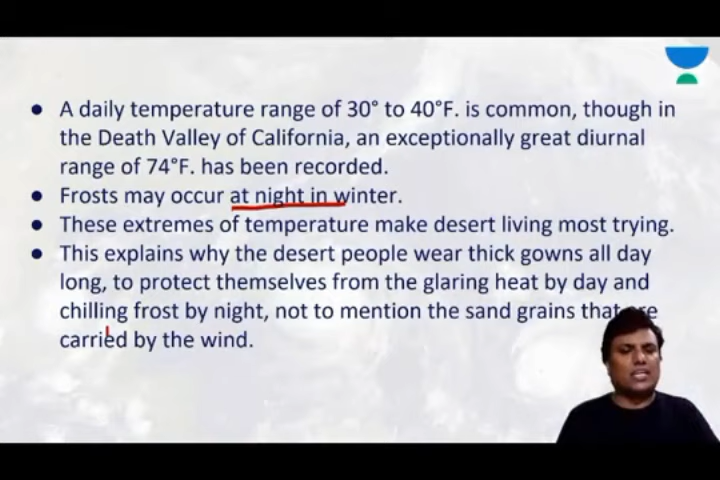 ● A daily temperature range of 30° to 40°F. is common, though in
the Death Valley of California, an exceptionally great diurnal
range of 74°F. has been recorded.
● Frosts may occur at night in winter.
● These extremes of temperature make desert living most trying.
● This explains why the desert people wear thick gowns all day
long, to protect themselves from the glaring heat by day and
chilling frost by night, not to mention the sand grains that
carried by the wind.